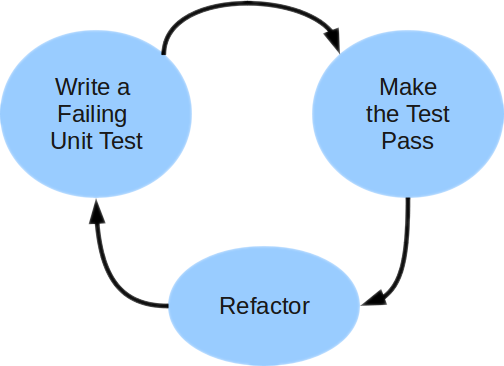 Write a
Failing
Unit Test
Make
the Test
Pass
Refactor